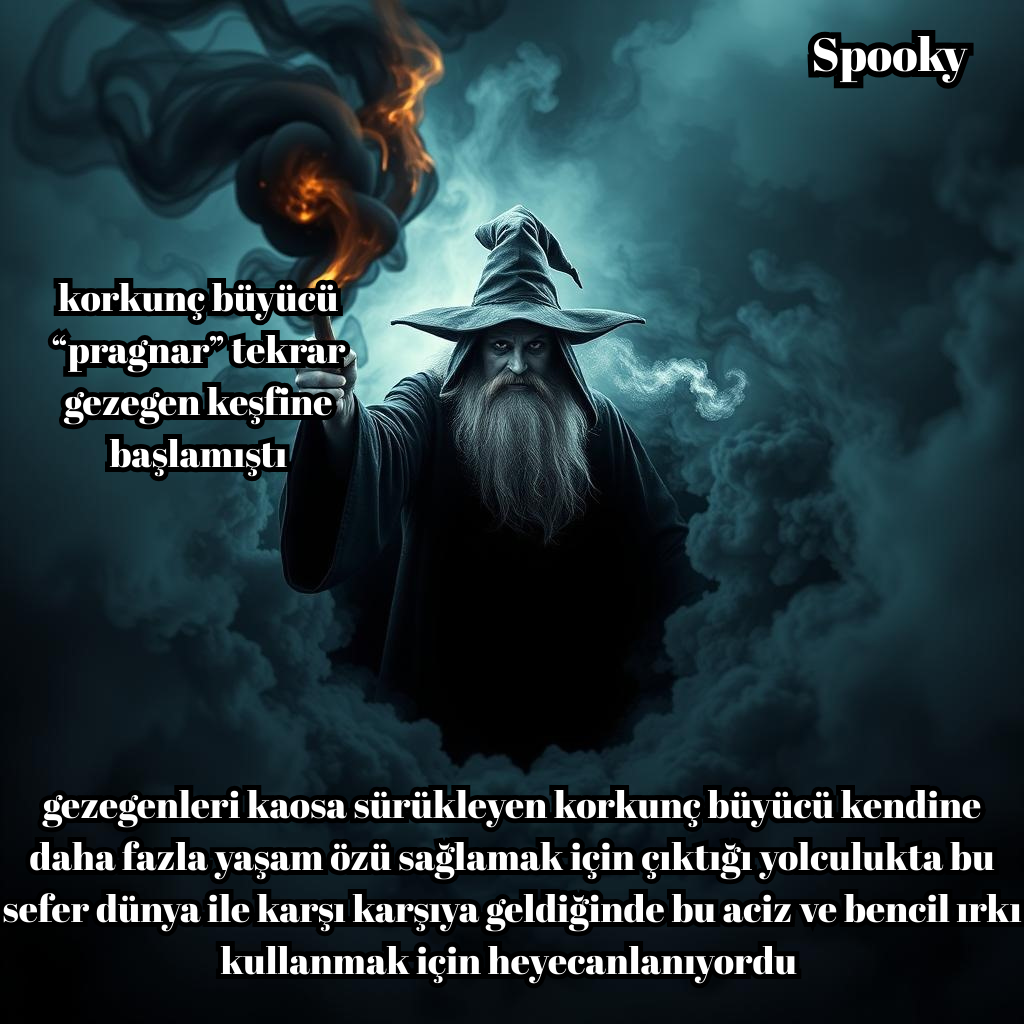 Spooky
korkunç büyücü
“pragnar” tekrar
gezegen keşfine
başlamıştı
gezegenleri kaosa sürükleyen korkunç büyücü kendine
daha fazla yaşam özü sağlamak için çıktığı yolculukta bu
sefer dünya ile karşı karşıya geldiğinde bu aciz ve bencil ırkı
kullanmak için heyecanlanıyordu